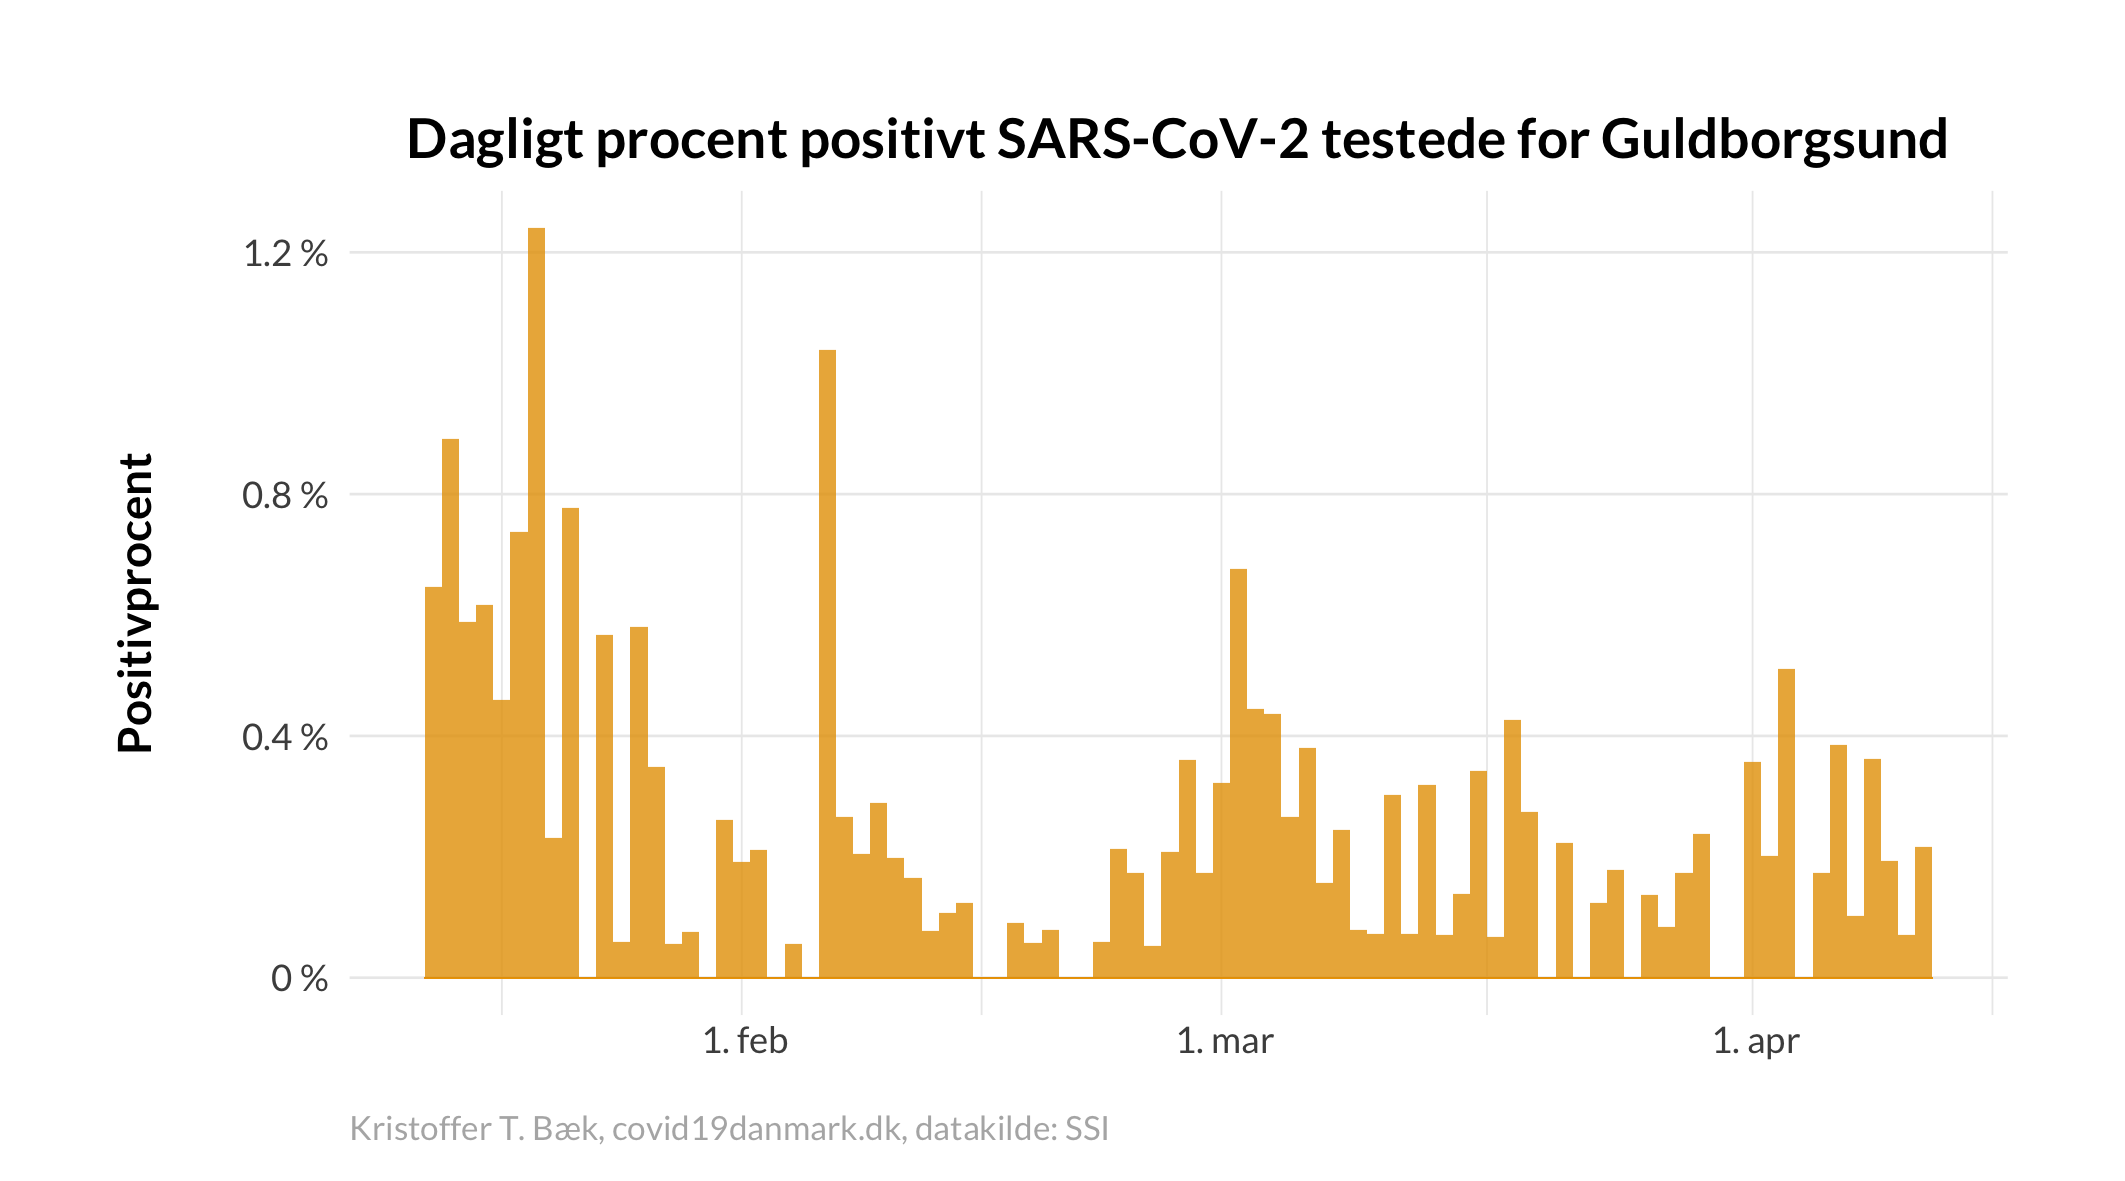 Dagligt procent positivt SARS-CoV-2 testede for Guldborgsund
Positivprocent
1.2 %
0.8 %
0.4 %
0 %
1. feb
1. mar
1. apr
Kristoffer T. Bæk, covid19danmark.dk, datakilde: SSI